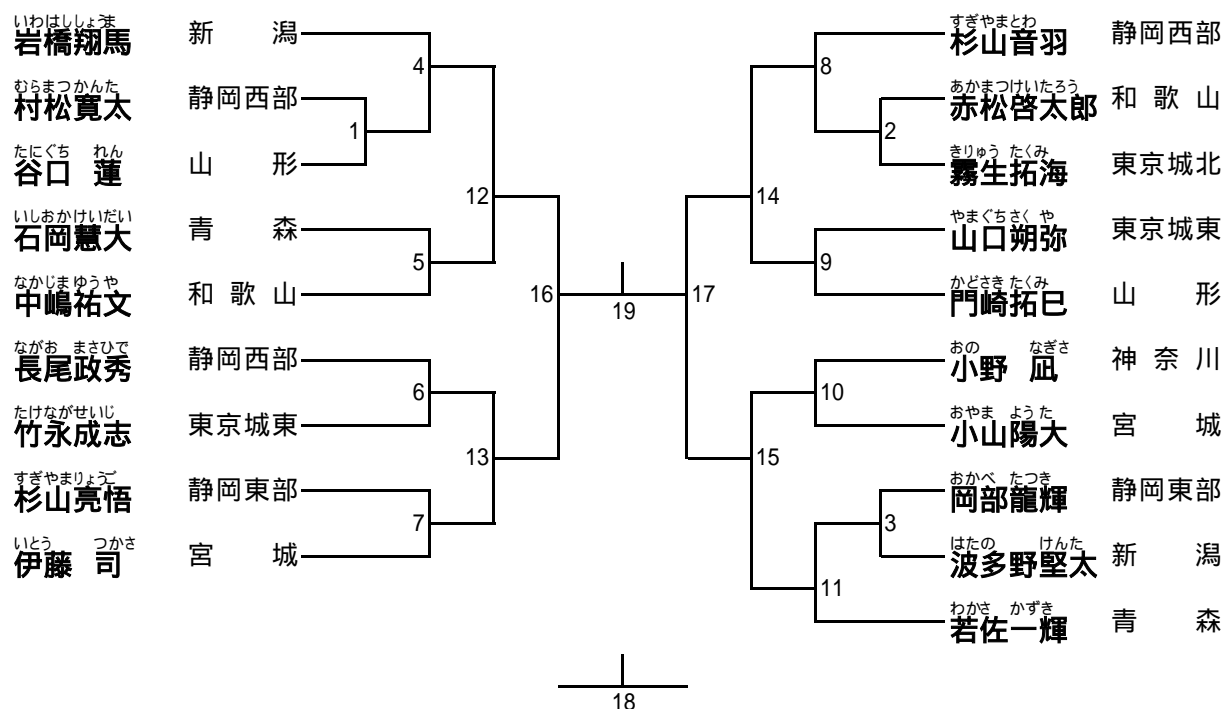 いわはししょうま
岩橋翔馬 新潟
むらまつかんた
村松寛太 静岡西部
たにぐち れん
谷口 蓮 山形
いしおかけいだい
石岡慧大 青森
なかじまゆうや
中嶋祐文 和歌山
ながお まさひで
長尾政秀 静岡西部
たけながせいじ
竹永成志 東京城東
すぎやまりょうご
杉山亮悟 静岡東部
いとう つかさ
伊藤 司 宮城
4
1
12
5
16
6
13
7
19
18
8
2
14
9
17
10
15
3
11
すぎやまとわ
杉山音羽 静岡西部
あかまつけいたろう
赤松啓太郎 和歌山
きりゅう たくみ
霧生拓海 東京城北
やまぐちさくや
山口朔弥 東京城東
かどさき たくみ
門崎拓巳 山形
おの なぎさ
小野 凪 神奈川
おやま ようた
小山陽大 宮城
おかべ たつき
岡部龍輝 静岡東部
はたの けんた
波多野堅太 新潟
わかさ かずき
若佐一輝 青森